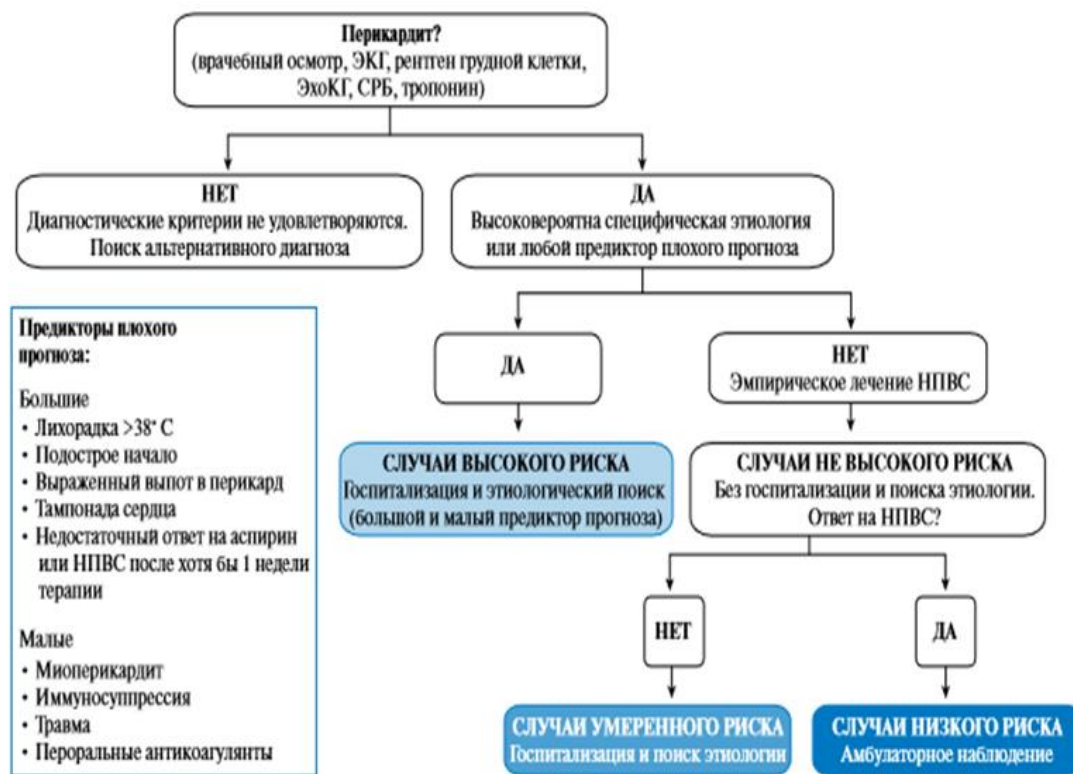 Перикардит?
(врачебный осмотр, ЭКГ, рентген грудной клетки,
ЭхоКГ, СРБ, тропонин)
НЕТ
Диагностические критерии не удовлетворяются.
Поиск альтернативного диагноза
ДА
Высоковероятна специфическая этиология
или любой предиктор плохого прогноза
Предикторы плохого
прогноза:
Большие
• Лихорадка >38° С
• Подострое начало
• Выраженный выпот в перикард
• Тампонада сердца
• Недостаточный ответ на аспирин
или НПВС после хотя бы 1 недели
терапии
Малые
• Миоперикардит
• Иммуносуппрессия
• Травма
• Пероральные антикоагулянты
ДА
НЕТ
Эмпирическое лечение НПВС
СЛУЧАИ ВЫСОКОГО РИСКА
Госпитализация и этиологический поиск
(большой и малый предиктор прогноза)
СЛУЧАИ НЕ ВЫСОКОГО РИСКА
Без госпитализации и поиска этиологии.
Ответ на НПВС?
НЕТ
ДА
СЛУЧАИ УМЕРЕННОГО РИСКА
Госпитализация и поиск этиологии
СЛУЧАИ НИЗКОГО РИСКА
Амбулаторное наблюдение